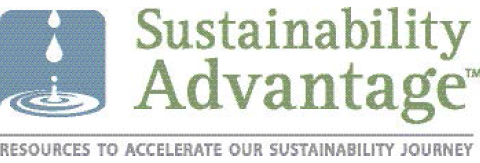 Sustainability
Advantage™
RESOURCES TO ACCELERATE OUR SUSTAINABILITY JOURNEY